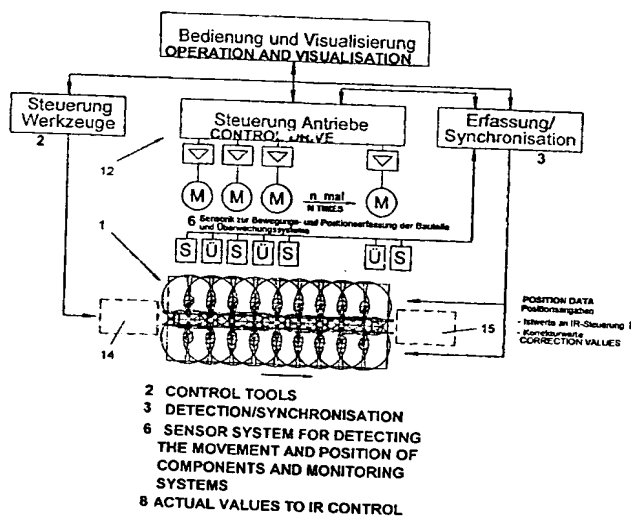 Bedienung und Visualisierung
OPERATION AND VISUALISATION
Steuerung
Werkzeuge
2
Steuerung Antriebe
CONTROL DRIVE
Erfassung/
Synchronisation
3
12
M M M n mal M
N TIMES
6 Sensorik zur Bewegungs- und Positionserfassung der Bauteile
und Überwachungssysteme
1
S Ü S Ü S Ü S
POSITION DATA
Positionsangaben
- Istwerte an IR-Steuerung 8
- Korrekturwerte
CORRECTION VALUES
14
15
2 CONTROL TOOLS
3 DETECTION/SYNCHRONISATION
6 SENSOR SYSTEM FOR DETECTING
THE MOVEMENT AND POSITION OF
COMPONENTS AND MONITORING
SYSTEMS
8 ACTUAL VALUES TO IR CONTROL